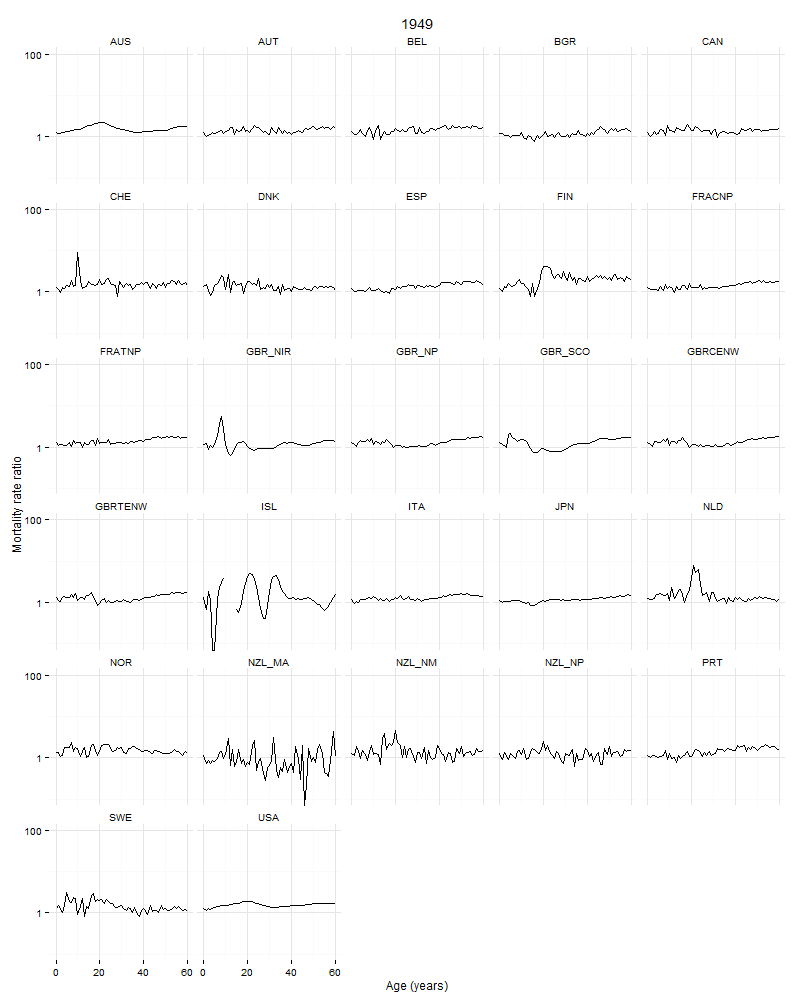 1949
AUS AUT BEL BGR CAN
100
1
CHE DNK ESP FIN FRACNP
100
1
FRATNP GBR_NIR GBR_NP GBR_SCO GBRCENW
100
1
Mortality rate ratio
GBRTENW ISL ITA JPN NLD
100
1
NOR NZL_MA NZL_NM NZL_NP PRT
100
1
SWE USA
100
1
0 20 40 60 0 20 40 60
Age (years)